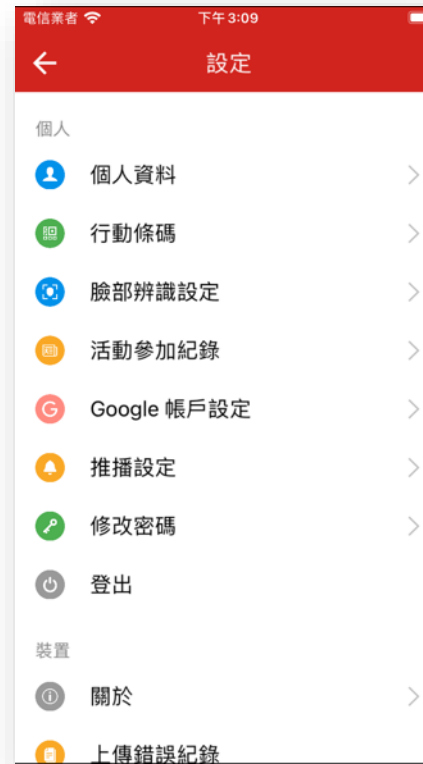 電信業者 下午3:09
設定
個人
個人資料
行動條碼
臉部辨識設定
活動參加紀錄
Google 帳戶設定
推播設定
修改密碼
登出
裝置
關於
上傳錯誤紀錄